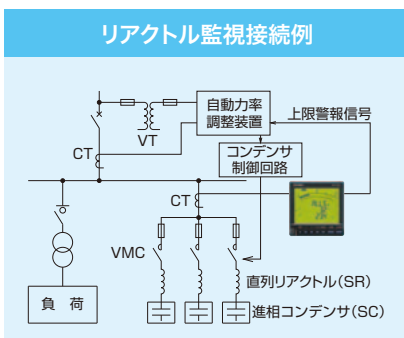 リアクトル監視接続例
自動力率
調整装置
上限警報信号
VT
CT
コンデンサ
制御回路
CT
VMC
直列リアクトル(SR)
負 荷
進相コンデンサ(SC)